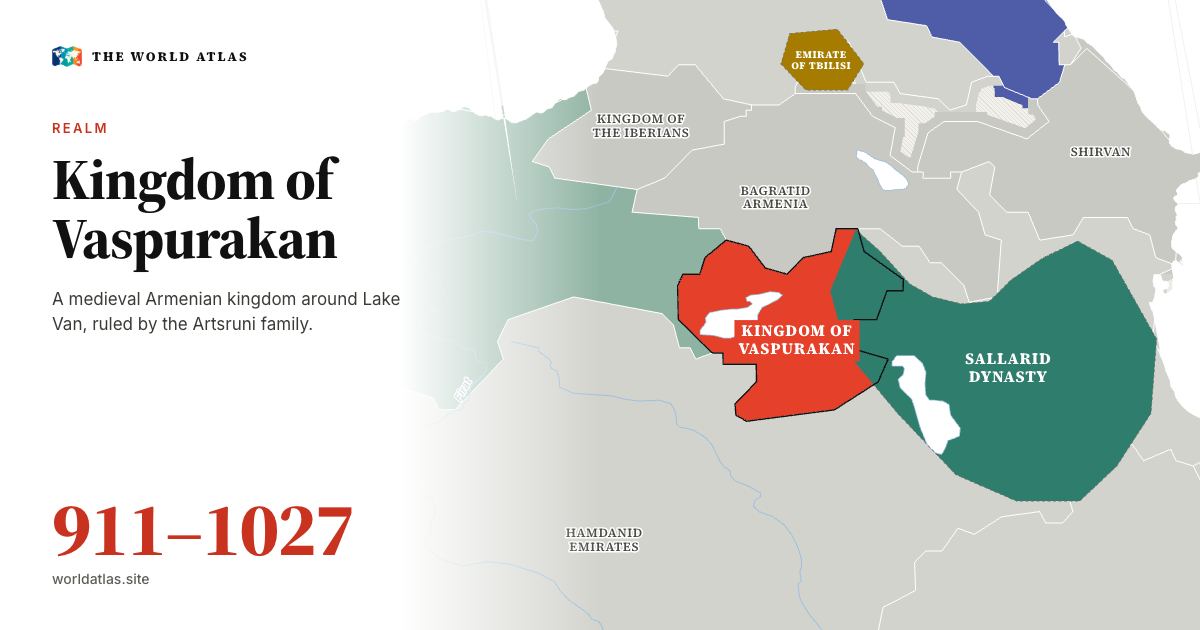 THE WORLD ATLAS
REALM
Kingdom of
Vaspurakan
A medieval Armenian kingdom around Lake
Van, ruled by the Artsruni family.
911–1027
worldatlas.site
EMIRATE
OF TBILISI
KINGDOM OF
THE IBERIANS
SHIRVAN
BAGRATID
ARMENIA
KINGDOM OF
VASPURAKAN
SALLARID
DYNASTY
Firat
HAMDANID
EMIRATES